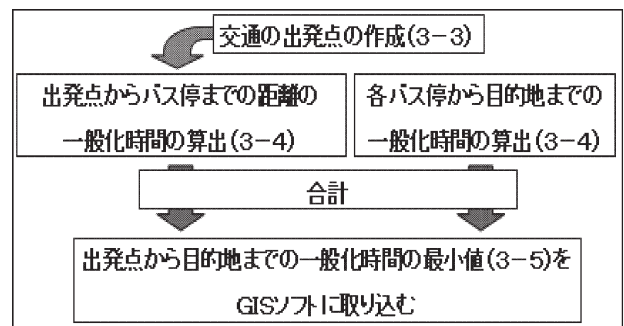 交通の出発点の作成(3-3)
出発点からバス停までの距離の
一般化時間の算出(3-4)
各バス停から目的地までの
一般化時間の算出(3-4)
合計
出発点から目的地までの一般化時間の最小値(3-5)を
GISソフトに取り込む